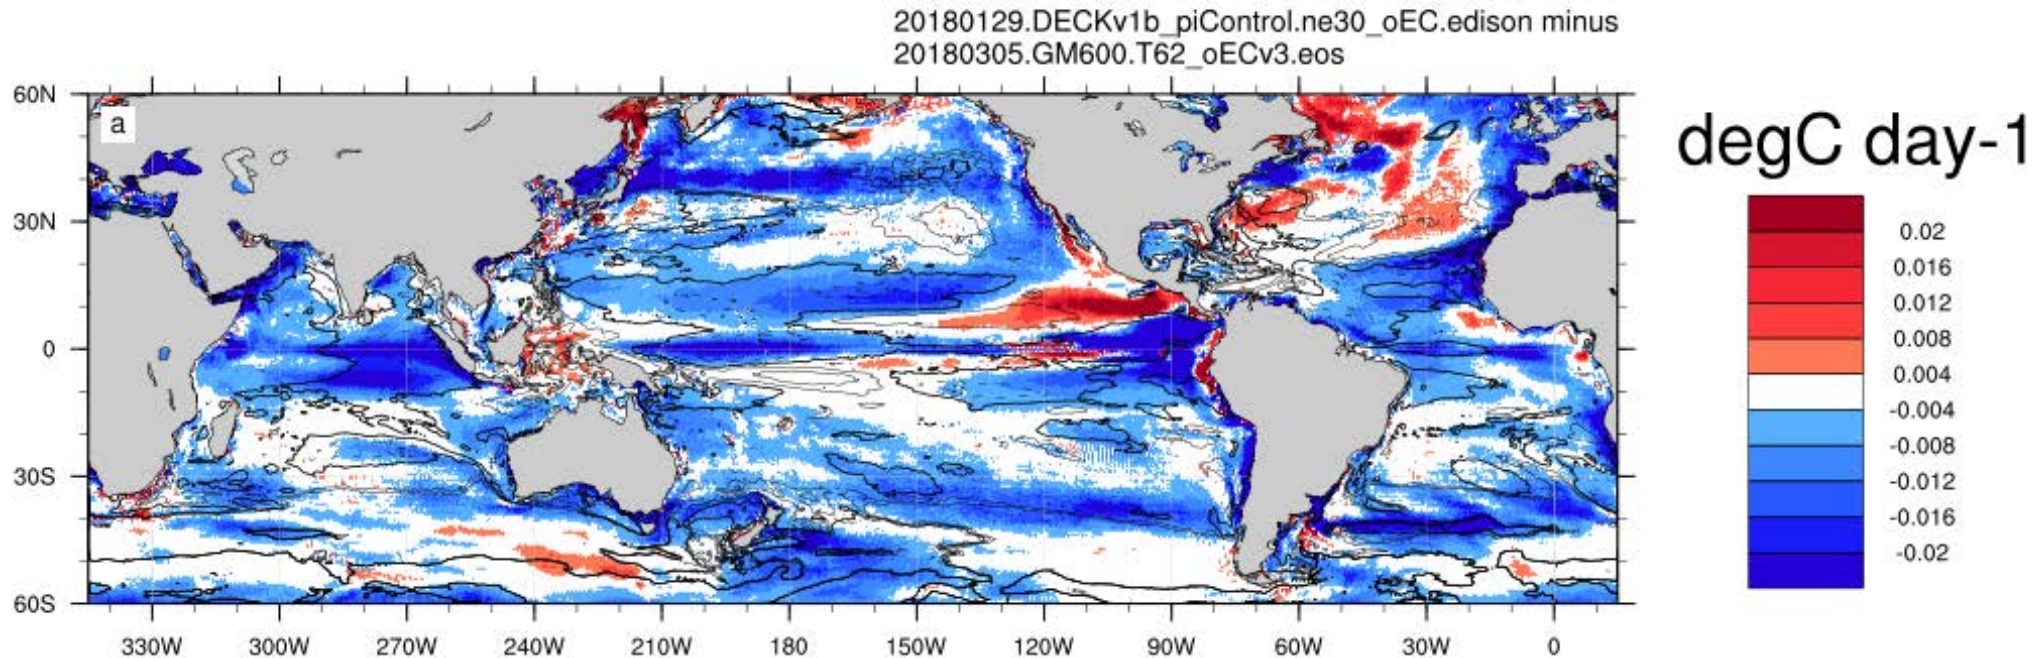 20180129.DECKv1b_piControl.ne30_oEC.edison minus
20180305.GM600.T62_oECv3.eos
60N
a
30N
0
30S
60S
330W 300W 270W 240W 210W 180 150W 120W 90W 60W 30W 0
degC day-1
0.02
0.016
0.012
0.008
0.004
-0.004
-0.008
-0.012
-0.016
-0.02